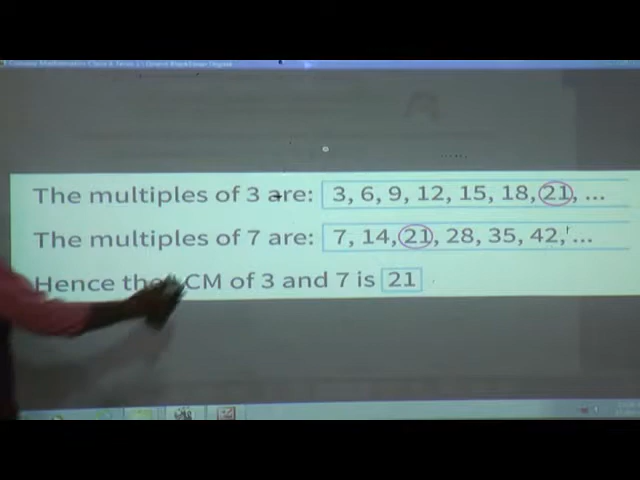 The multiples of 3 are: 3, 6, 9, 12, 15, 18, 21, ...
The multiples of 7 are: 7, 14, 21, 28, 35, 42, ...
Hence the CM of 3 and 7 is 21